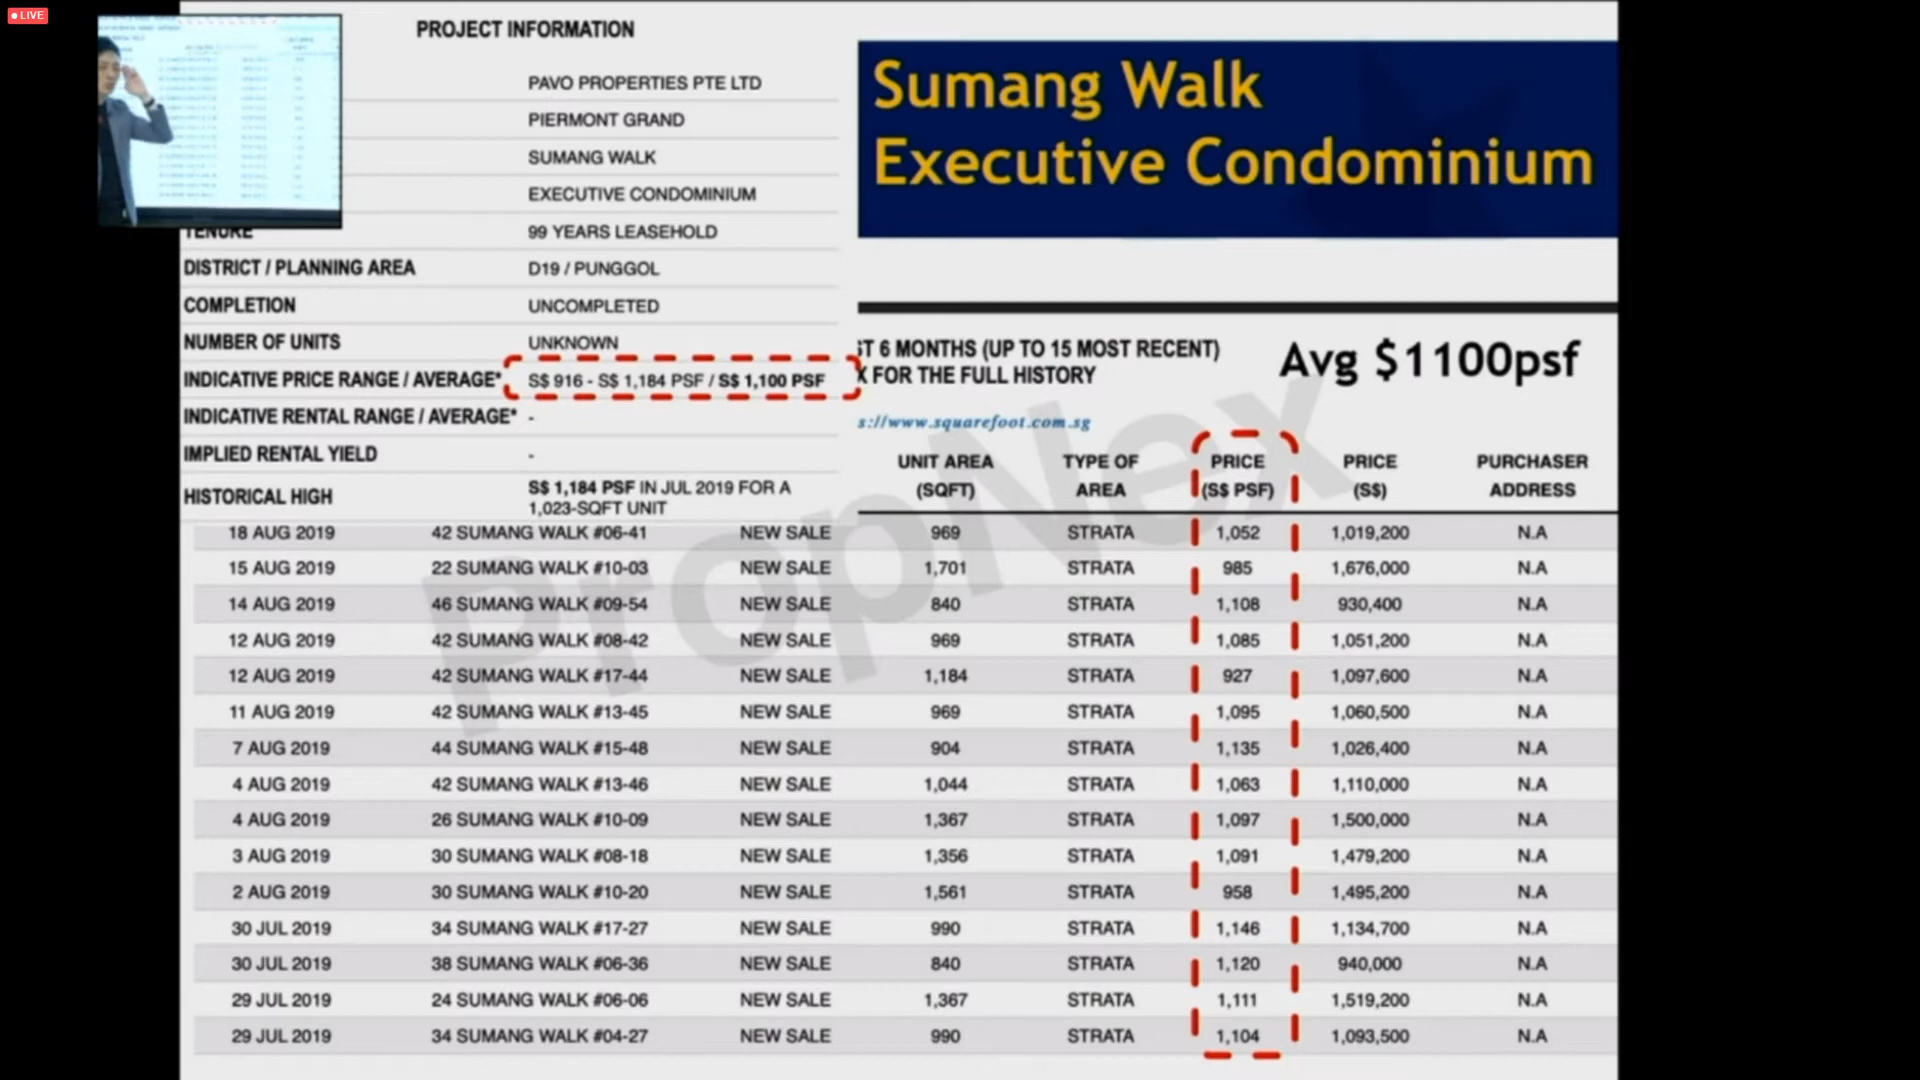 LIVE
PROJECT INFORMATION
PAVO PROPERTIES PTE LTD
PIERMONT GRAND
SUMANG WALK
EXECUTIVE CONDOMINIUM
TENURE 99 YEARS LEASEHOLD
DISTRICT / PLANNING AREA D19 / PUNGGOL
COMPLETION UNCOMPLETED
NUMBER OF UNITS UNKNOWN
INDICATIVE PRICE RANGE / AVERAGE* S$ 916 - S$ 1,184 PSF / S$ 1,100 PSF
INDICATIVE RENTAL RANGE / AVERAGE* -
IMPLIED RENTAL YIELD -
HISTORICAL HIGH S$ 1,184 PSF IN JUL 2019 FOR A
1,023-SQFT UNIT
Sumang Walk
Executive Condominium
ST 6 MONTHS (UP TO 15 MOST RECENT)
X FOR THE FULL HISTORY
Avg $1100psf
s://www.squarefoot.com.sg
UNIT AREA TYPE OF PRICE PRICE PURCHASER
(SQFT) AREA (S$ PSF) (S$) ADDRESS
18 AUG 2019 42 SUMANG WALK #06-41 NEW SALE 969 STRATA 1,052 1,019,200 N.A
15 AUG 2019 22 SUMANG WALK #10-03 NEW SALE 1,701 STRATA 985 1,676,000 N.A
14 AUG 2019 46 SUMANG WALK #09-54 NEW SALE 840 STRATA 1,108 930,400 N.A
12 AUG 2019 42 SUMANG WALK #08-42 NEW SALE 969 STRATA 1,085 1,051,200 N.A
12 AUG 2019 42 SUMANG WALK #17-44 NEW SALE 1,184 STRATA 927 1,097,600 N.A
11 AUG 2019 42 SUMANG WALK #13-45 NEW SALE 969 STRATA 1,095 1,060,500 N.A
7 AUG 2019 44 SUMANG WALK #15-48 NEW SALE 904 STRATA 1,135 1,026,400 N.A
4 AUG 2019 42 SUMANG WALK #13-46 NEW SALE 1,044 STRATA 1,063 1,110,000 N.A
4 AUG 2019 26 SUMANG WALK #10-09 NEW SALE 1,367 STRATA 1,097 1,500,000 N.A
3 AUG 2019 30 SUMANG WALK #08-18 NEW SALE 1,356 STRATA 1,091 1,479,200 N.A
2 AUG 2019 30 SUMANG WALK #10-20 NEW SALE 1,561 STRATA 958 1,495,200 N.A
30 JUL 2019 34 SUMANG WALK #17-27 NEW SALE 990 STRATA 1,146 1,134,700 N.A
30 JUL 2019 38 SUMANG WALK #06-36 NEW SALE 840 STRATA 1,120 940,000 N.A
29 JUL 2019 24 SUMANG WALK #06-06 NEW SALE 1,367 STRATA 1,111 1,519,200 N.A
29 JUL 2019 34 SUMANG WALK #04-27 NEW SALE 990 STRATA 1,104 1,093,500 N.A
PropNex